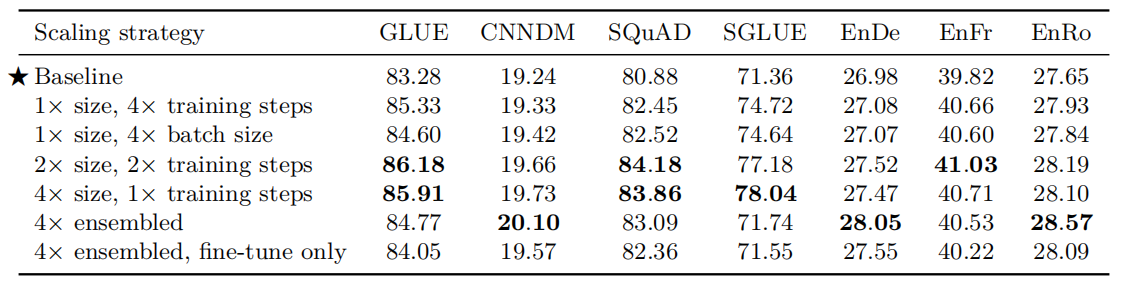 Scaling strategy GLUE CNNDM SQuAD SGLUE EnDe EnFr EnRo
★ Baseline 83.28 19.24 80.88 71.36 26.98 39.82 27.65
1× size, 4× training steps 85.33 19.33 82.45 74.72 27.08 40.66 27.93
1× size, 4× batch size 84.60 19.42 82.52 74.64 27.07 40.60 27.84
2× size, 2× training steps 86.18 19.66 84.18 77.18 27.52 41.03 28.19
4× size, 1× training steps 85.91 19.73 83.86 78.04 27.47 40.71 28.10
4× ensembled 84.77 20.10 83.09 71.74 28.05 40.53 28.57
4× ensembled, fine-tune only 84.05 19.57 82.36 71.55 27.55 40.22 28.09